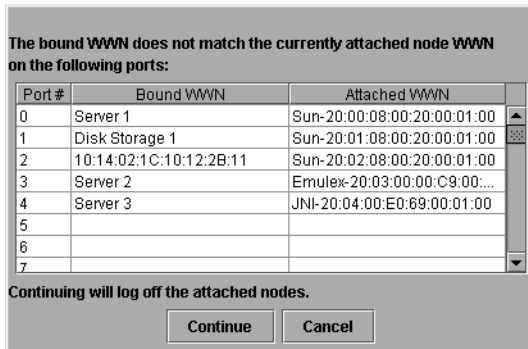 The bound WWN does not match the currently attached node WWN
on the following ports:
Port # Bound WWN Attached WWN
0 Server 1 Sun-20:00:08:00:20:00:01:00
1 Disk Storage 1 Sun-20:01:08:00:20:00:01:00
2 10:14:02:1C:10:12:2B:11 Sun-20:02:08:00:20:00:01:00
3 Server 2 Emulex-20:03:00:00:C9:00:...
4 Server 3 JNI-20:04:00:E0:69:00:01:00
5
6
7
Continuing will log off the attached nodes.
Continue Cancel